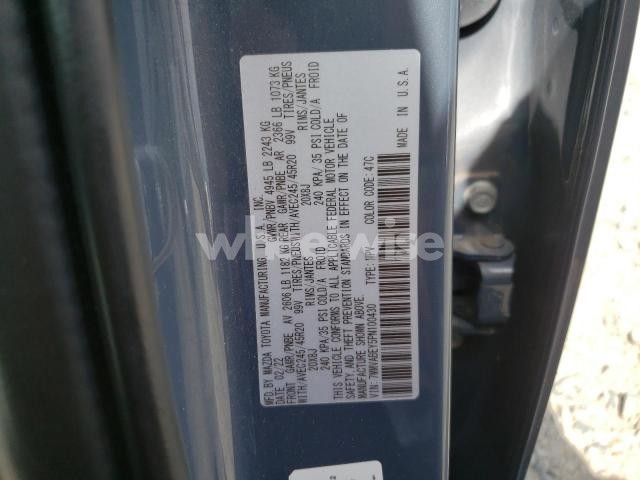 MFD.BY MAZDA TOYOTA MANUFACTURING, U.S.A., INC.
DATE 02/22 GVWR/PNBV 4945 LB 2243 KG
FRONT GAWR/PNBE AV 2606 LB 1182 KG REAR GAWR/PNBE AR 2366 LB 1073 KG
WITH/AVEC245/45R20 99V TIRES/PNEUS WITH/AVEC245/45R20 99V TIRES/PNEUS
20X8J RIMS/JANTES 20X8J RIMS/JANTES
240 KPA/35 PSI COLD/A FROID 240 KPA/35 PSI COLD/A FROID
THIS VEHICLE CONFORMS TO ALL APPLICABLE FEDERAL MOTOR VEHICLE
SAFETY,AND THEFT PREVENTION STANDARDS IN EFFECT ON THE DATE OF
MANUFACTURE SHOWN ABOVE.
7MMVABEY5PN100430 TYPE:MPV COLOR CODE:47C
MADE IN U.S.A.